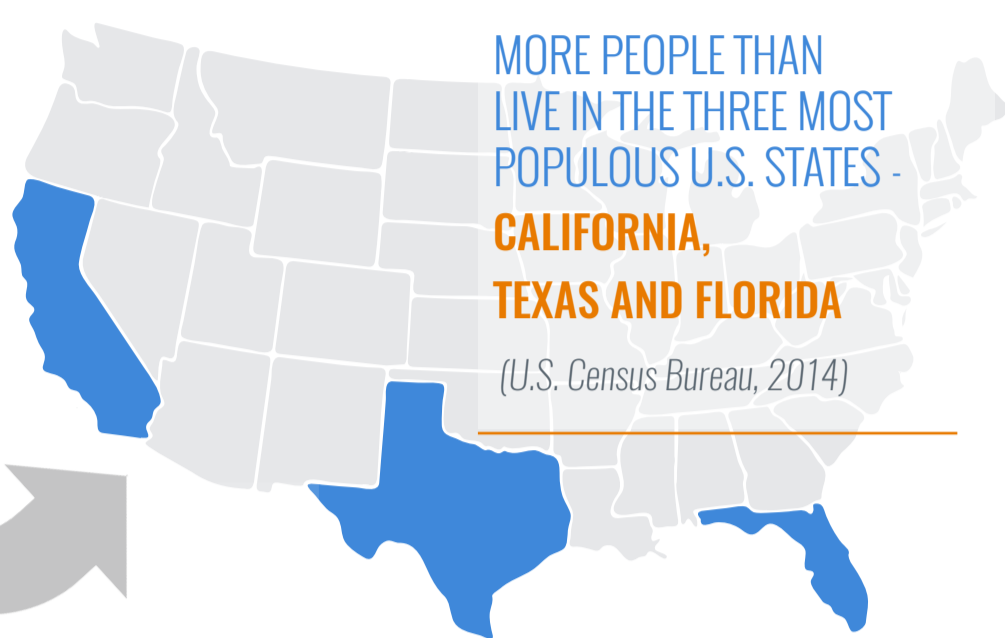 MORE PEOPLE THAN
LIVE IN THE THREE MOST
POPULOUS U.S. STATES -
CALIFORNIA,
TEXAS AND FLORIDA
(U.S. Census Bureau, 2014)